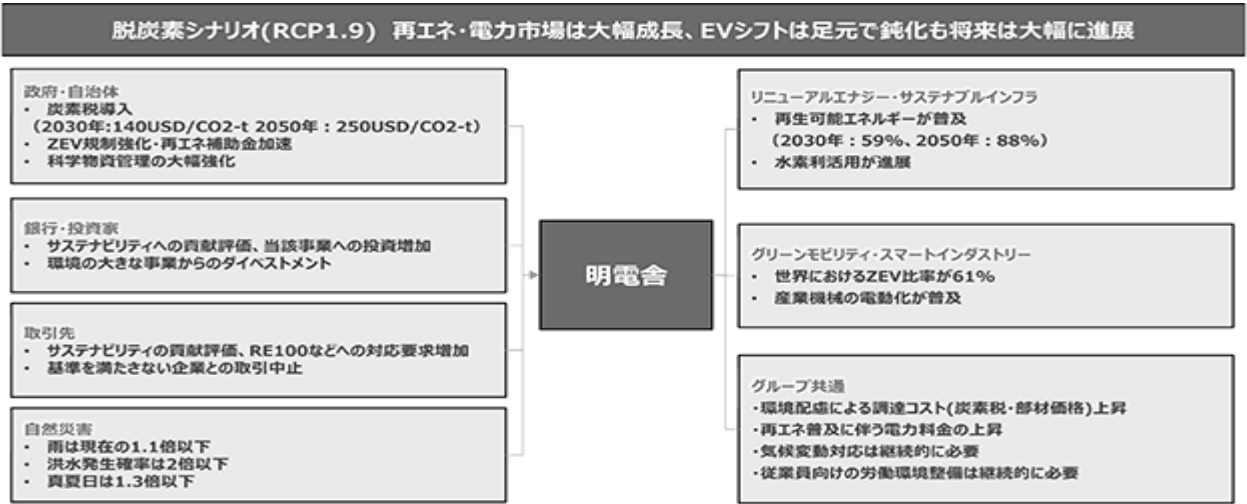 脱炭素シナリオ(RCP1.9) 再エネ・電力市場は大幅成長、EVシフトは足元で鈍化も将来は大幅に進展
政府・自治体
・ 炭素税導入
（2030年:140USD/CO2-t 2050年：250USD/CO2-t）
・ ZEV規制強化・再エネ補助金加速
・ 科学物資管理の大幅強化
銀行・投資家
・ サステナビリティへの貢献評価、当該事業への投資増加
・ 環境の大きな事業からのダイベストメント
取引先
・ サステナビリティの貢献評価、RE100などへの対応要求増加
・ 基準を満たさない企業との取引中止
自然災害
・ 雨は現在の1.1倍以下
・ 洪水発生確率は2倍以下
・ 真夏日は1.3倍以下
明電舎
リニューアルエナジー・サステナブルインフラ
・ 再生可能エネルギーが普及
（2030年：59%、2050年：88%）
・ 水素利活用が進展
グリーンモビリティ・スマートインダストリー
・ 世界におけるZEV比率が61%
・ 産業機械の電動化が普及
グループ共通
・環境配慮による調達コスト(炭素税・部材価格)上昇
・再エネ普及に伴う電力料金の上昇
・気候変動対応は継続的に必要
・従業員向けの労働環境整備は継続的に必要